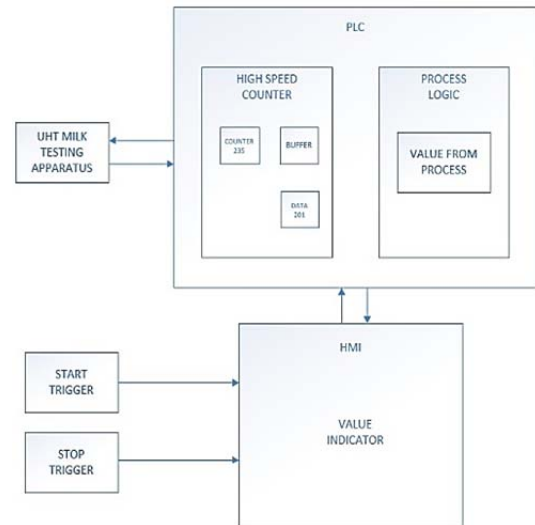 PLC
HIGH SPEED
COUNTER
COUNTER
235
BUFFER
DATA
201
PROCESS
LOGIC
VALUE FROM
PROCESS
UHT MILK
TESTING
APPARATUS
HMI
VALUE
INDICATOR
START
TRIGGER
STOP
TRIGGER